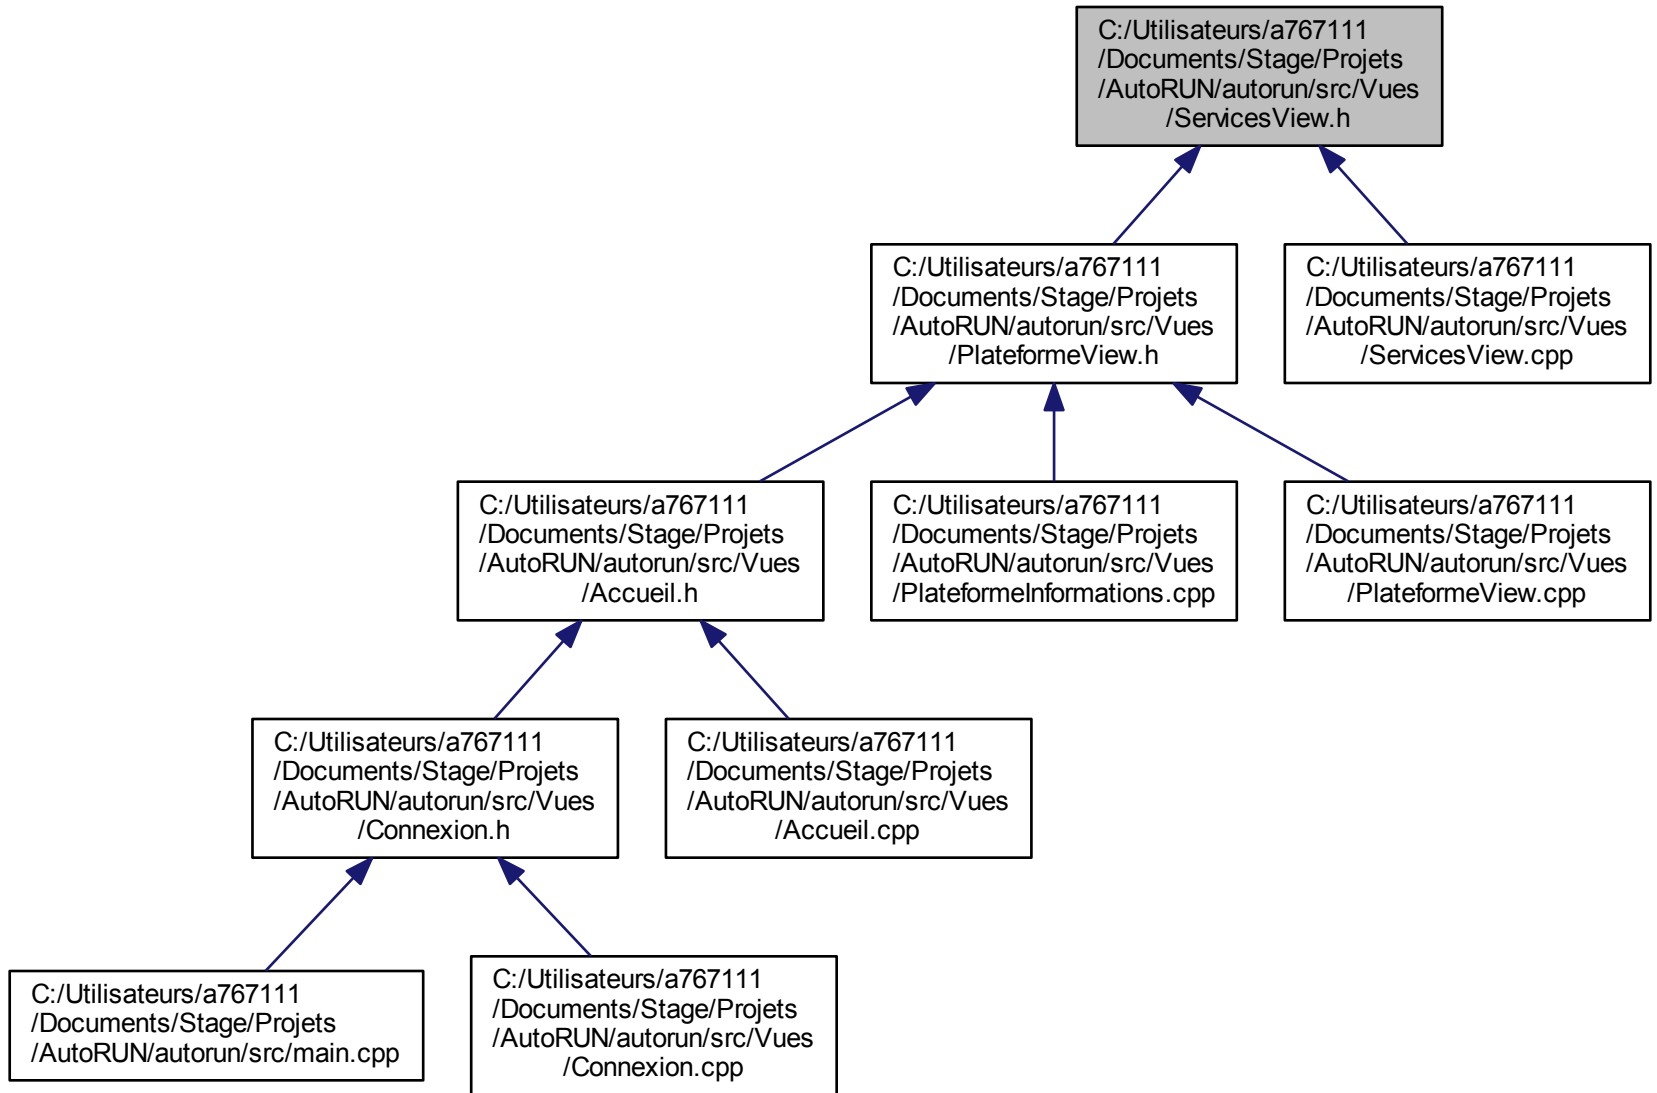 C:/Utilisateurs/a767111
/Documents/Stage/Projets
/AutoRUN/autorun/src/Vues
/ServicesView.h
C:/Utilisateurs/a767111
/Documents/Stage/Projets
/AutoRUN/autorun/src/Vues
/PlateformeView.h
C:/Utilisateurs/a767111
/Documents/Stage/Projets
/AutoRUN/autorun/src/Vues
/ServicesView.cpp
C:/Utilisateurs/a767111
/Documents/Stage/Projets
/AutoRUN/autorun/src/Vues
/Accueil.h
C:/Utilisateurs/a767111
/Documents/Stage/Projets
/AutoRUN/autorun/src/Vues
/PlateformeInformations.cpp
C:/Utilisateurs/a767111
/Documents/Stage/Projets
/AutoRUN/autorun/src/Vues
/PlateformeView.cpp
C:/Utilisateurs/a767111
/Documents/Stage/Projets
/AutoRUN/autorun/src/Vues
/Connexion.h
C:/Utilisateurs/a767111
/Documents/Stage/Projets
/AutoRUN/autorun/src/Vues
/Accueil.cpp
C:/Utilisateurs/a767111
/Documents/Stage/Projets
/AutoRUN/autorun/src/main.cpp
C:/Utilisateurs/a767111
/Documents/Stage/Projets
/AutoRUN/autorun/src/Vues
/Connexion.cpp